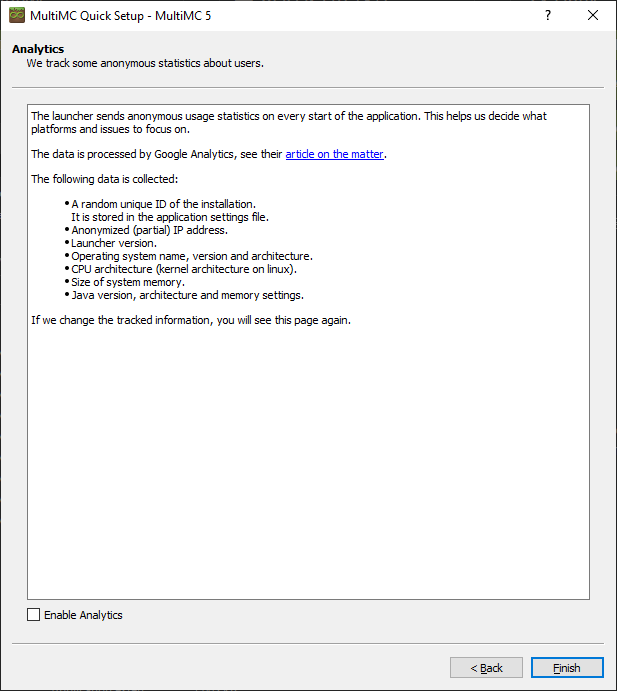 MultiMC Quick Setup - MultiMC 5
?
Analytics
We track some anonymous statistics about users.
The launcher sends anonymous usage statistics on every start of the application. This helps us decide what
platforms and issues to focus on.
The data is processed by Google Analytics, see their article on the matter.
The following data is collected:
• A random unique ID of the installation.
It is stored in the application settings file.
• Anonymized (partial) IP address.
• Launcher version.
• Operating system name, version and architecture.
• CPU architecture (kernel architecture on linux).
• Size of system memory.
• Java version, architecture and memory settings.
If we change the tracked information, you will see this page again.
Enable Analytics
< Back
Finish